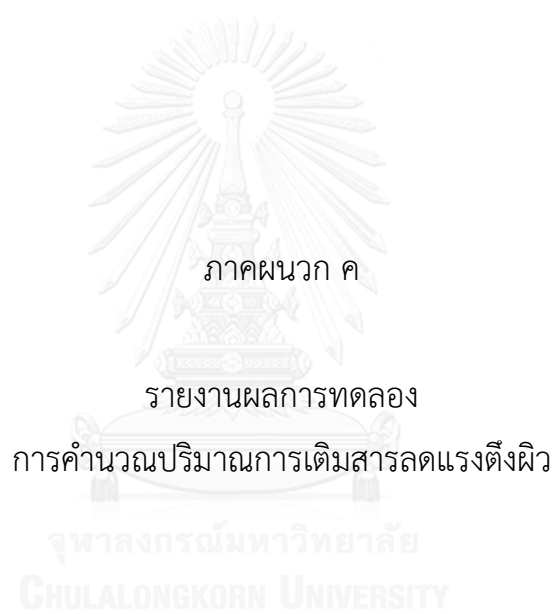 ภาคผนวก ค
รายงานผลการทดลอง
การคำนวณปริมาณการเติมสารลดแรงตึงผิว
จุฬาลงกรณ์มหาวิทยาลัย
CHULALONGKORN UNIVERSITY